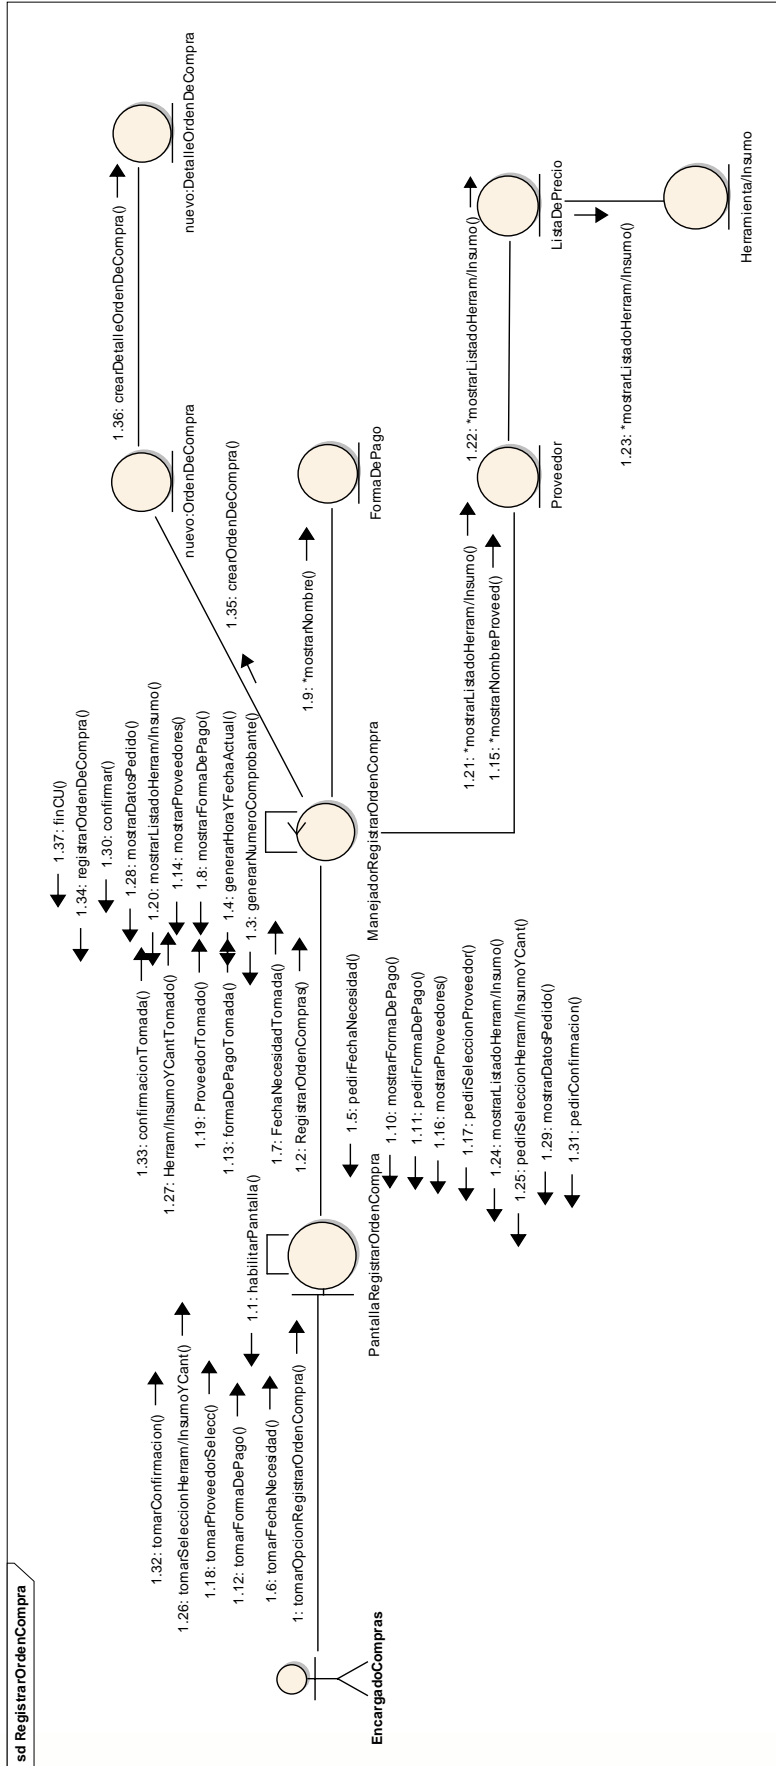 sd RegistrarOrdenCompra
EncargadoCompras
1.32: tomarConfirmacion()
1.26: tomarSeleccionHerram/InsumoYCant()
1.18: tomarProveedorSelecc()
1.12: tomarFormaDePago()
1.6: tomarFechaNecesidad()
1: tomarOpcionRegistrarOrdenCompra()
1.1: habilitarPantalla()
PantallaRegistrarOrdenCompra
1.33: confirmacionTomada()
1.27: Herram/InsumoYCantTomado()
1.19: ProveedorTomado()
1.13: formaDePagoTomada()
1.7: FechaNecesidadTomada()
1.2: RegistrarOrdenCompras()
1.5: pedirFechaNecesidad()
1.10: mostrarFormaDePago()
1.11: pedirFormaDePago()
1.16: mostrarProveedores()
1.17: pedirSeleccionProveedor()
1.24: mostrarListadoHerram/Insumo()
1.25: pedirSeleccionHerram/InsumoYCant()
1.29: mostrarDatosPedido()
1.31: pedirConfirmacion()
1.37: finCU()
1.34: registrarOrdenDeCompra()
1.30: confirmar()
1.28: mostrarDatosPedido()
1.20: mostrarListadoHerram/Insumo()
1.14: mostrarProveedores()
1.8: mostrarFormaDePago()
1.4: generarHoraYFechaActual()
1.3: generarNumeroComprobante()
ManejadorRegistrarOrdenCompra
1.35: crearOrdenDeCompra()
nuevo:OrdenDeCompra
1.36: crearDetalleOrdenDeCompra()
nuevo:DetalleOrdenDeCompra
1.9: *mostrarNombre()
FormaDePago
1.21: *mostrarListadoHerram/Insumo()
1.15: *mostrarNombreProveed()
Proveedor
1.22: *mostrarListadoHerram/Insumo()
ListaDePrecio
1.23: *mostrarListadoHerram/Insumo()
Herramienta/Insumo